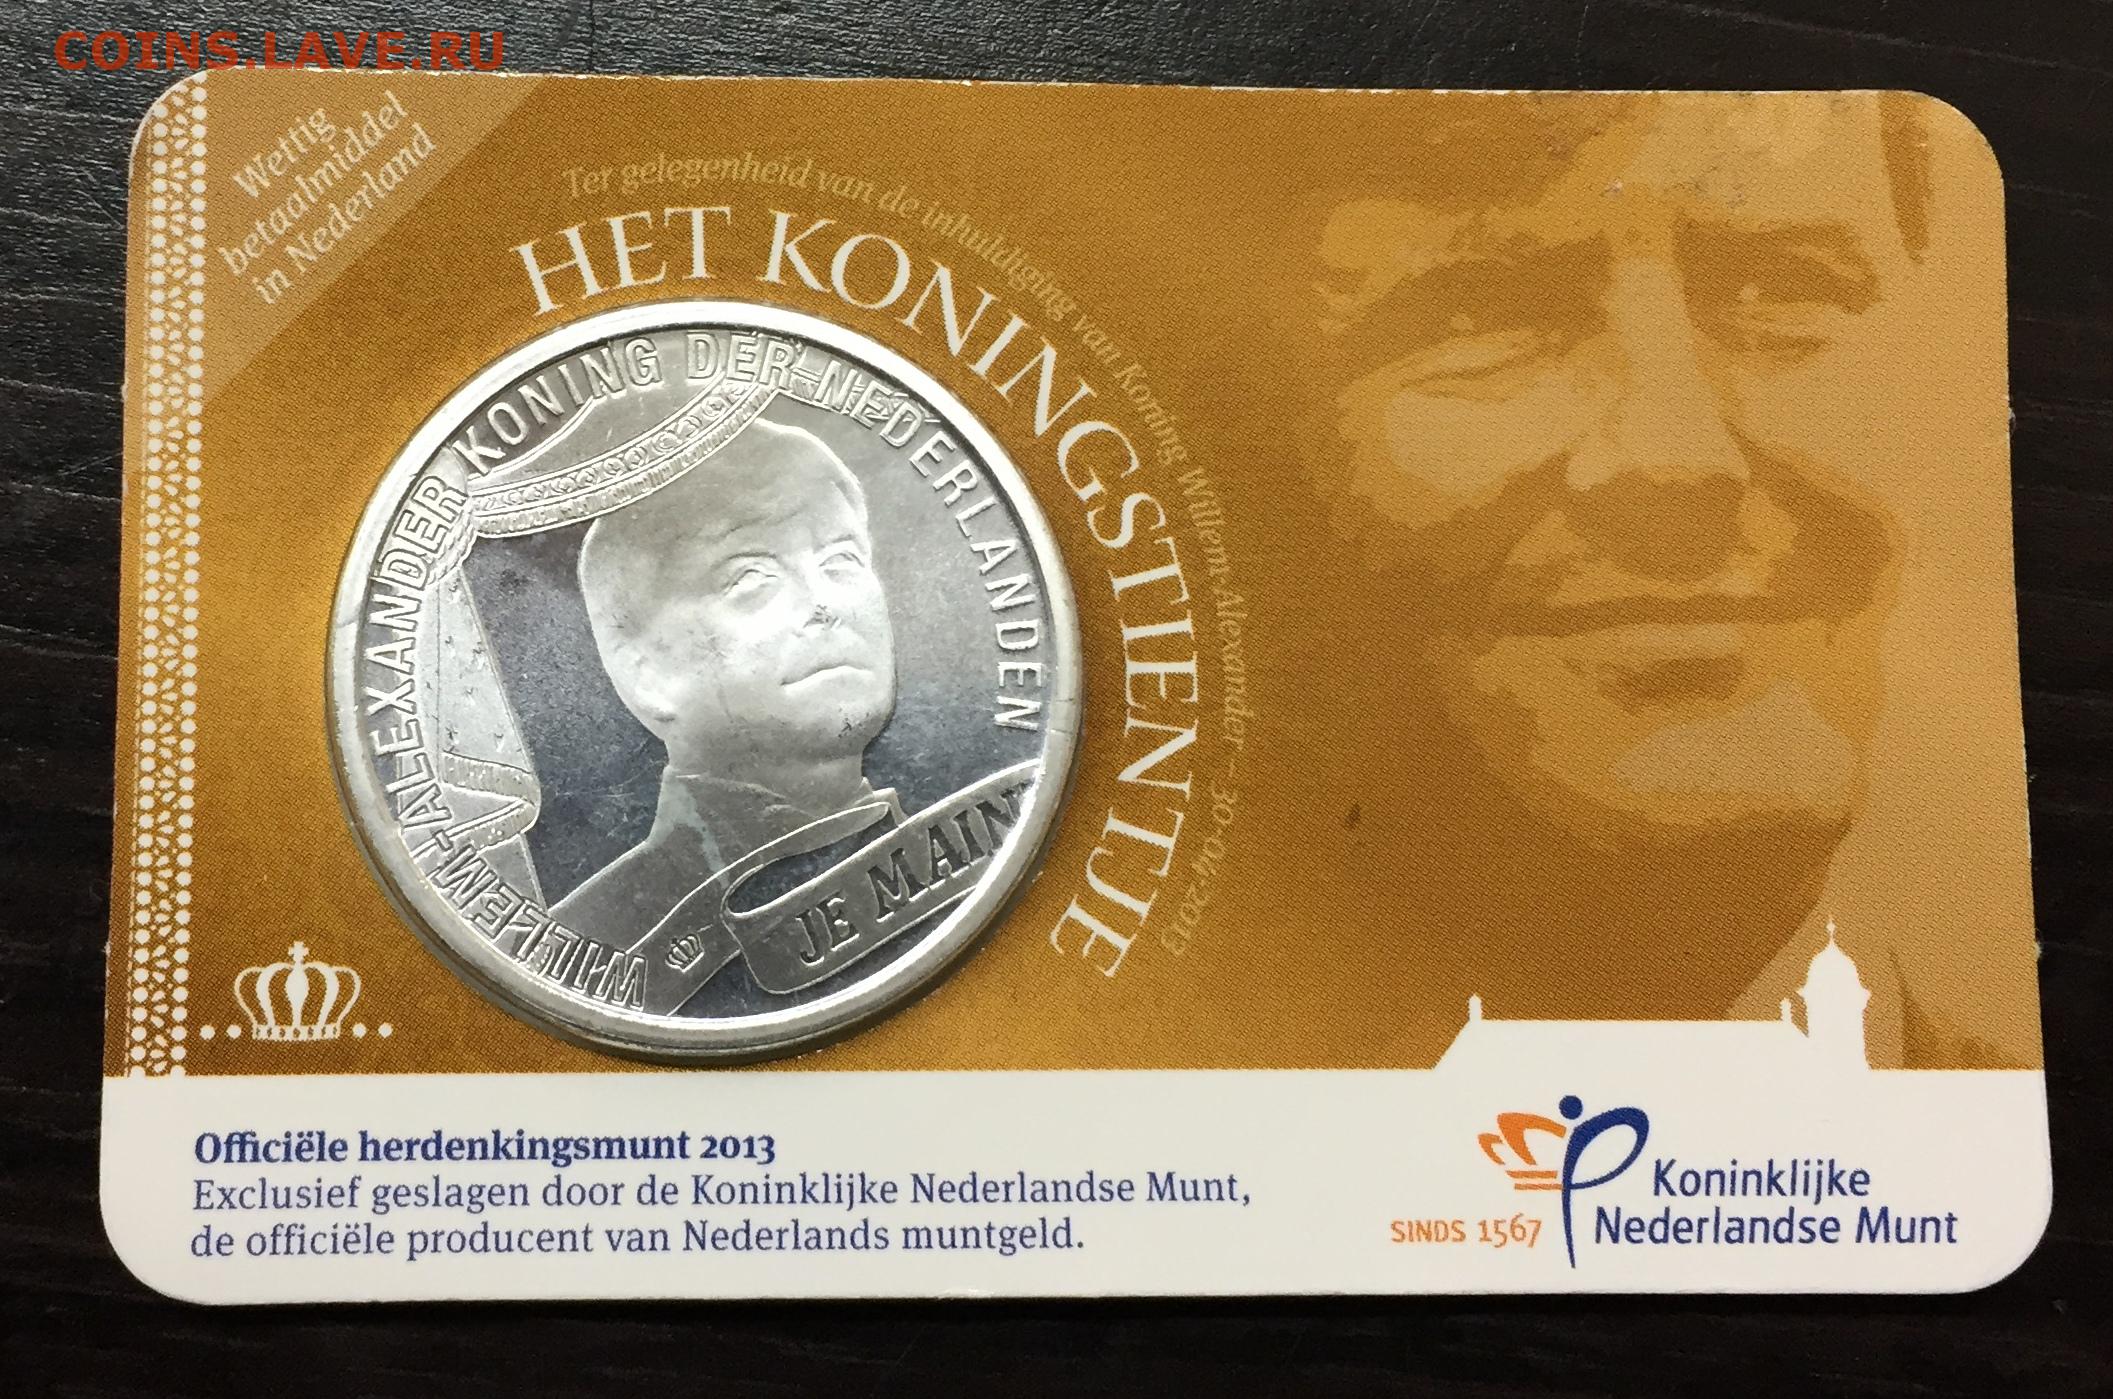 COINS.LAVE.RU
Wettig
betaalmiddel
in Nederland
Ter gelegenheid van de inhuldiging van Koning Willem-Alexander – 30-04-2013
HET KONINGSTIENTJE
WILLEM-ALEXANDER KONING DER NEDERLANDEN
JE MAIN
Officiële herdenkingsmunt 2013
Exclusief geslagen door de Koninklijke Nederlandse Munt,
de officiële producent van Nederlands muntgeld.
SINDS 1567
Koninklijke
Nederlandse Munt